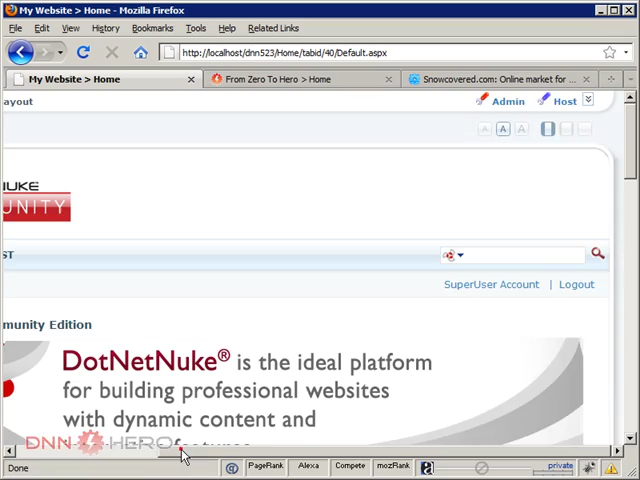 My Website > Home - Mozilla Firefox
File Edit View History Bookmarks Tools Help Related Links
http://localhost/dnn523/Home/tabid/40/Default.aspx
My Website > Home From Zero To Hero > Home Snowcovered.com: Online market for ...
ayout Admin Host
A A A
NUKE
UNITY
ST
SuperUser Account | Logout
munity Edition
DotNetNuke® is the ideal platform
for building professional websites
with dynamic content and
DNN HERO
Done @ PageRank Alexa Compete mozRank a private